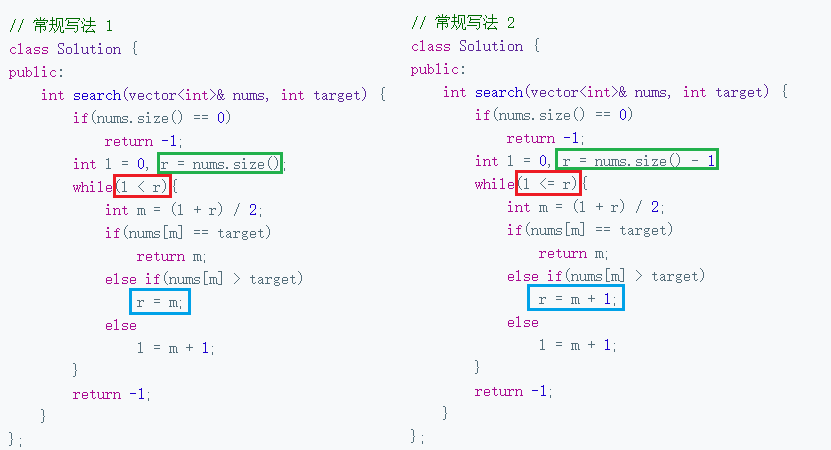 // 常规写法 1
class Solution {
public:
    int search(vector<int>& nums, int target) {
        if(nums.size() == 0)
            return -1;
        int l = 0, r = nums.size();
        while(l < r){
            int m = (l + r) / 2;
            if(nums[m] == target)
                return m;
            else if(nums[m] > target)
                r = m;
            else
                l = m + 1;
        }
        return -1;
    }
};
// 常规写法 2
class Solution {
public:
    int search(vector<int>& nums, int target) {
        if(nums.size() == 0)
            return -1;
        int l = 0, r = nums.size() - 1
        while(l <= r){
            int m = (l + r) / 2;
            if(nums[m] == target)
                return m;
            else if(nums[m] > target)
                r = m + 1;
            else
                l = m + 1;
        }
        return -1;
    }
};